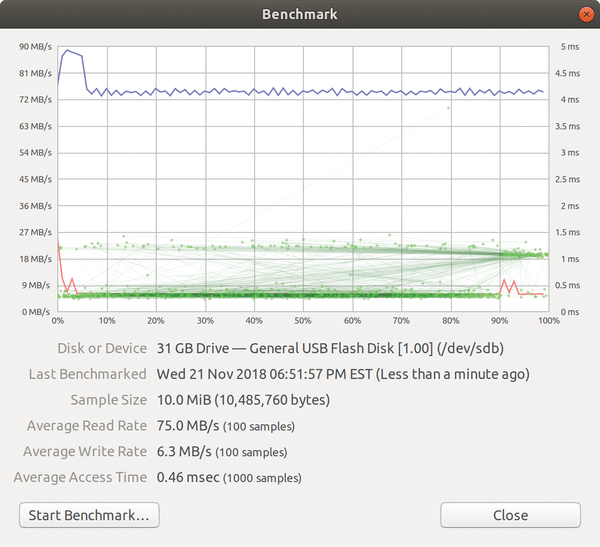 Benchmark
90 MB/s
81 MB/s
72 MB/s
63 MB/s
54 MB/s
45 MB/s
36 MB/s
27 MB/s
18 MB/s
9 MB/s
0 MB/s
5 ms
4.5 ms
4 ms
3.5 ms
3 ms
2.5 ms
2 ms
1.5 ms
1 ms
0.5 ms
0 ms
0% 10% 20% 30% 40% 50% 60% 70% 80% 90% 100%
Disk or Device 31 GB Drive — General USB Flash Disk [1.00] (/dev/sdb)
Last Benchmarked Wed 21 Nov 2018 06:51:57 PM EST (Less than a minute ago)
Sample Size 10.0 MiB (10,485,760 bytes)
Average Read Rate 75.0 MB/s (100 samples)
Average Write Rate 6.3 MB/s (100 samples)
Average Access Time 0.46 msec (1000 samples)
Start Benchmark… Close